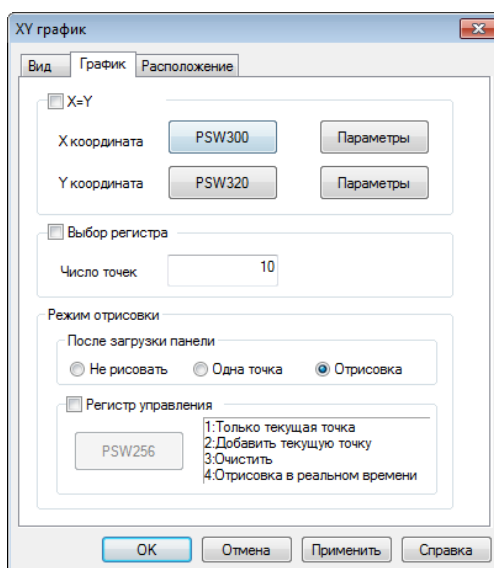 XY график
Вид График Расположение
X=Y
X координата PSW300 Параметры
Y координата PSW320 Параметры
Выбор регистра
Число точек 10
Режим отрисовки
После загрузки панели
Не рисовать Одна точка Отрисовка
Регистр управления
PSW256
1:Только текущая точка
2:Добавить текущую точку
3:Очистить
4:Отрисовка в реальном времени
OK Отмена Применить Справка